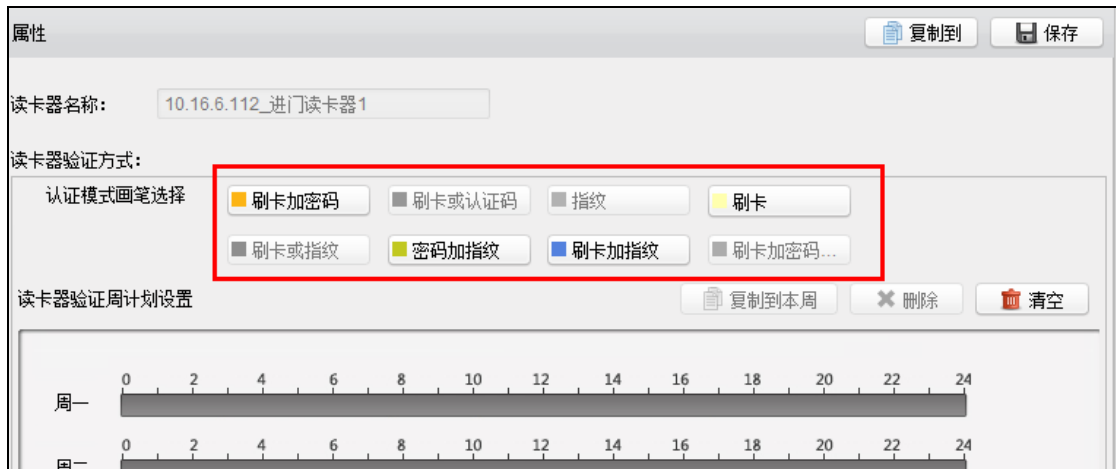 属性 复制到 保存
读卡器名称： 10.16.6.112_进门读卡器1
读卡器验证方式：
认证模式画笔选择 刷卡加密码 刷卡或认证码 指纹 刷卡
刷卡或指纹 密码加指纹 刷卡加指纹 刷卡加密码...
读卡器验证周计划设置 复制到本周 删除 清空
0 2 4 6 8 10 12 14 16 18 20 22 24
周一
0 2 4 6 8 10 12 14 16 18 20 22 24
周二